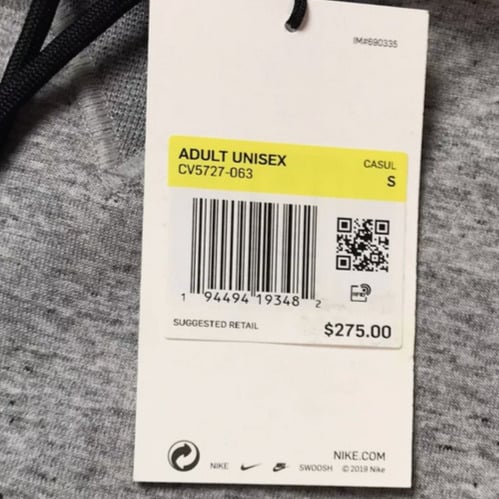 IM#690335
ADULT UNISEX
CV5727-063
CASUL
S
1 94494 19348 2
SUGGESTED RETAIL
$275.00
NIKE.COM
NIKE SWOOSH © 2019 Nike